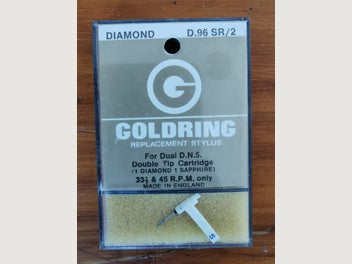 DIAMOND D.96 SR/2
G
GOLDRING
REPLACEMENT STYLUS
For Dual D.N.5.
Double Tip Cartridge
(1 DIAMOND 1 SAPPHIRE)
33⅓ & 45 R.P.M. only
MADE IN ENGLAND
S